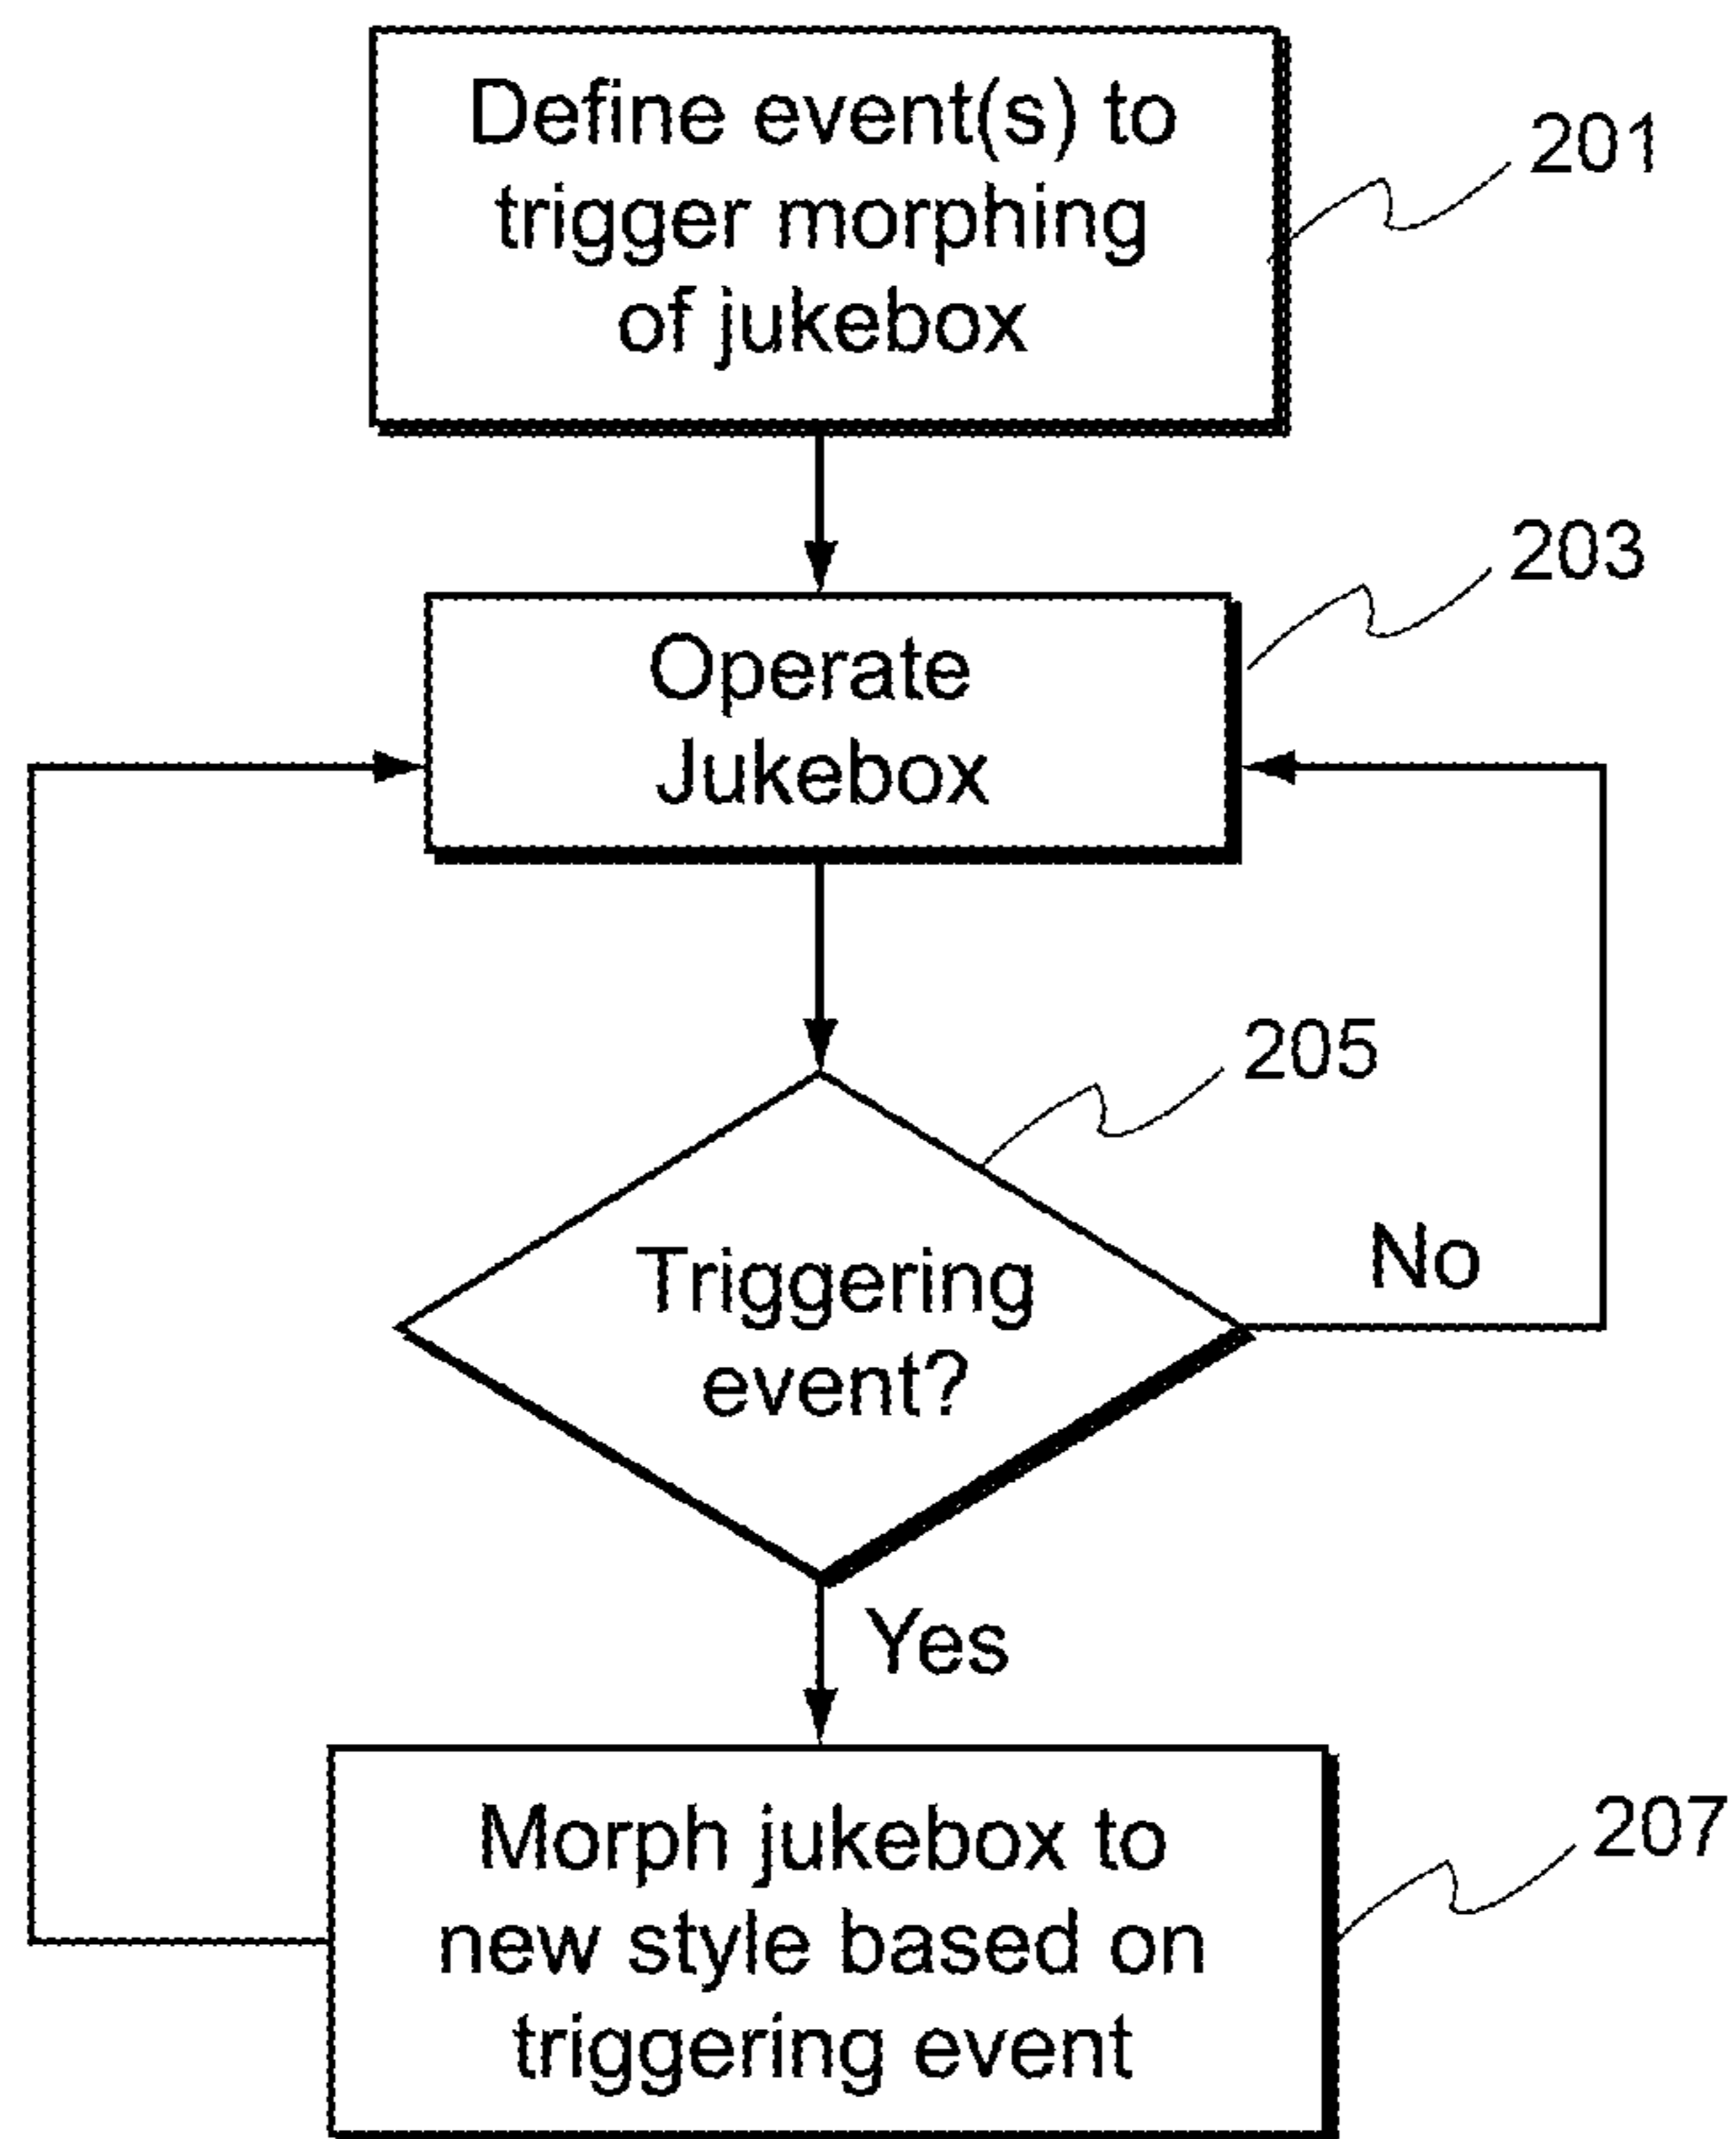 Define event(s) to
trigger morphing
of jukebox
201
203
Operate
Jukebox
205
Triggering
event?
No
Yes
Morph jukebox to
new style based on
triggering event
207